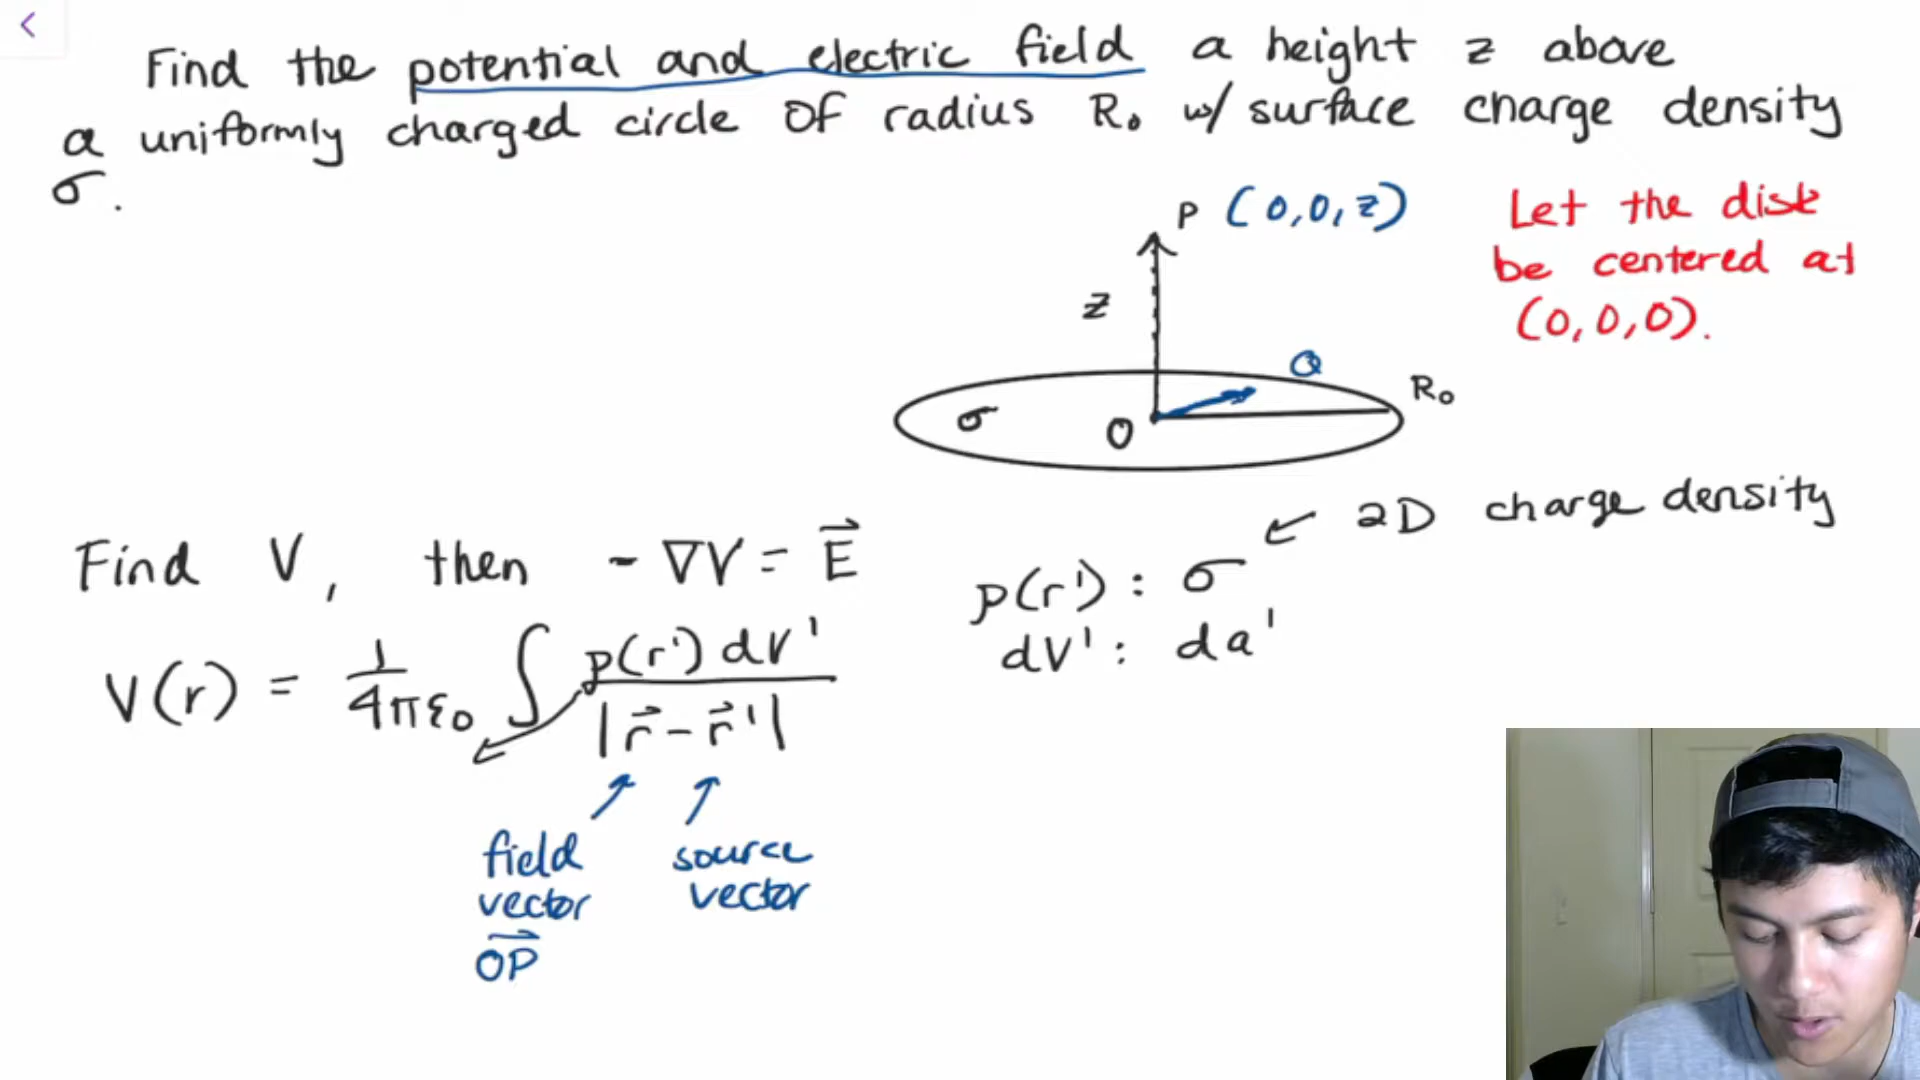 Find the potential and electric field a height z above
a uniformly charged circle of radius R₀ w/ surface charge density
σ.
P (0,0,z)
Let the disk
be centered at
(0,0,0).
z
Q
R₀
σ
O
2D charge density
Find V, then -∇V = E⃗
ρ(r') : σ
dV' : da'
V(r) = 1/4πε₀ ∫ ρ(r') dV' / |r⃗ - r⃗'|
field vector
source vector
OP⃗